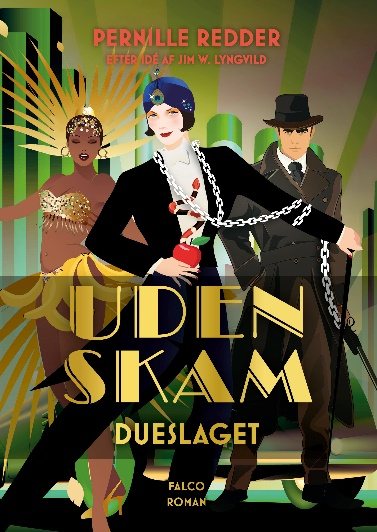 PERNILLE REDDER
EFTER IDÉ AF JIM W. LYNGVILD
UDEN
SKAM
DUESLAGET
FALCO
ROMAN